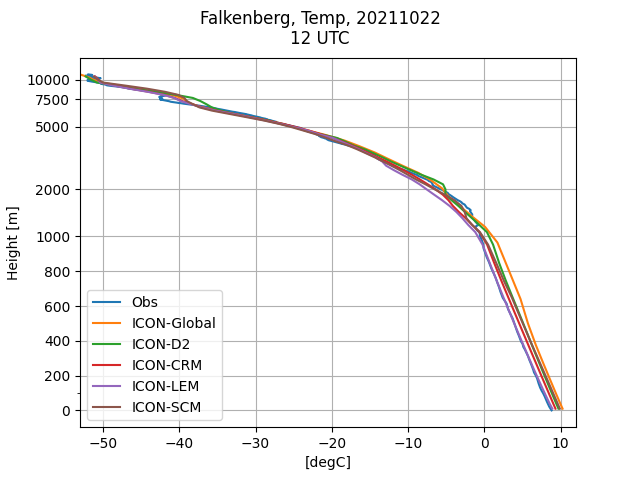 Falkenberg, Temp, 20211022
12 UTC
10000
7500
5000
2000
1000
800
600
400
200
0
Height [m]
Obs
ICON-Global
ICON-D2
ICON-CRM
ICON-LEM
ICON-SCM
−50
−40
−30
−20
−10
0
10
[degC]